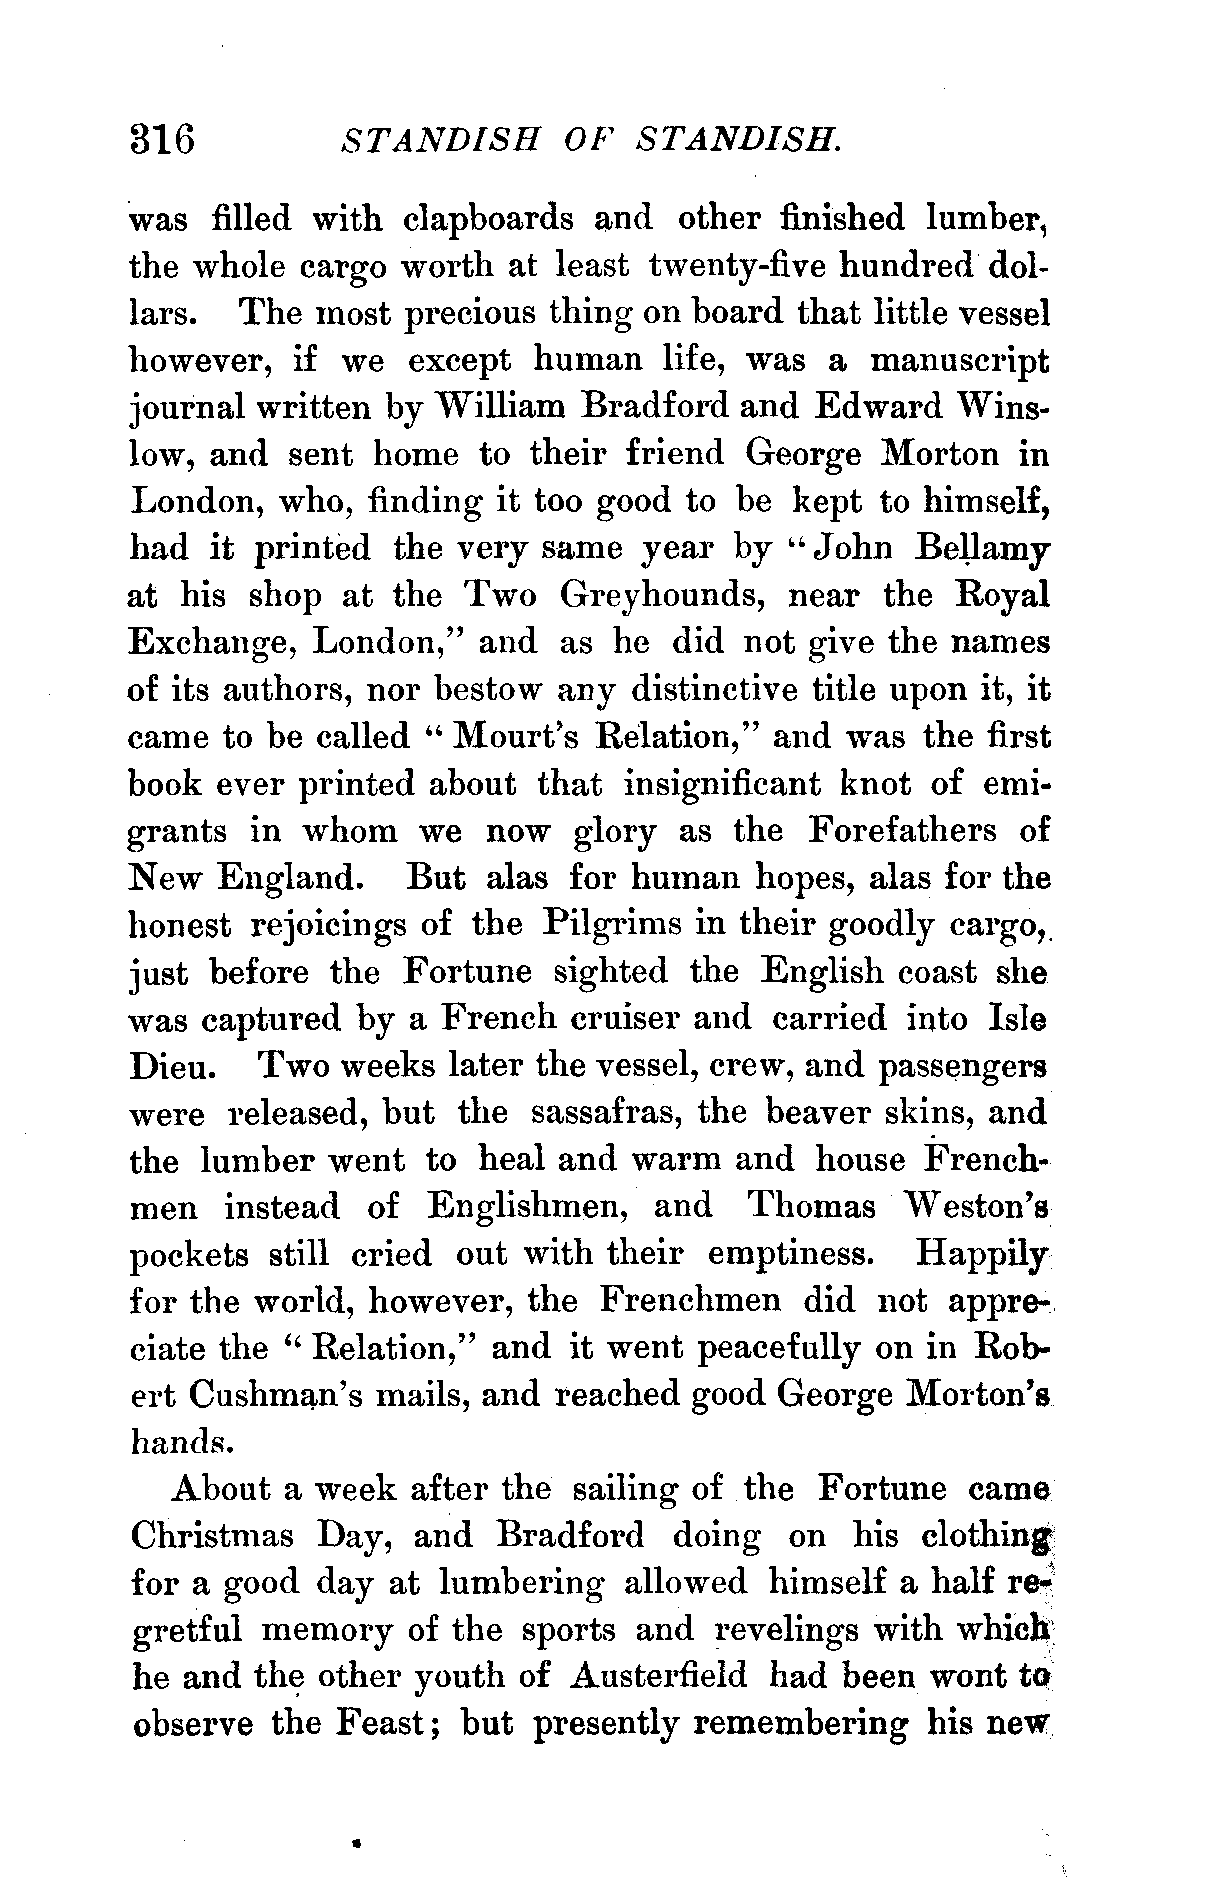 316 STANDISH OF STANDISH.
was filled with clapboards and other finished lumber,
the whole cargo worth at least twenty-five hundred dol-
lars. The most precious thing on board that little vessel
however, if we except human life, was a manuscript
journal written by William Bradford and Edward Wins-
low, and sent home to their friend George Morton in
London, who, finding it too good to be kept to himself,
had it printed the very same year by “John Bellamy
at his shop at the Two Greyhounds, near the Royal
Exchange, London,” and as he did not give the names
of its authors, nor bestow any distinctive title upon it, it
came to be called “Mourt’s Relation,” and was the first
book ever printed about that insignificant knot of emi-
grants in whom we now glory as the Forefathers of
New England. But alas for human hopes, alas for the
honest rejoicings of the Pilgrims in their goodly cargo,
just before the Fortune sighted the English coast she
was captured by a French cruiser and carried into Isle
Dieu. Two weeks later the vessel, crew, and passengers
were released, but the sassafras, the beaver skins, and
the lumber went to heal and warm and house French-
men instead of Englishmen, and Thomas Weston’s
pockets still cried out with their emptiness. Happily
for the world, however, the Frenchmen did not appre-
ciate the “Relation,” and it went peacefully on in Rob-
ert Cushman’s mails, and reached good George Morton’s
hands.
About a week after the sailing of the Fortune came
Christmas Day, and Bradford doing on his clothing
for a good day at lumbering allowed himself a half re-
gretful memory of the sports and revelings with which
he and the other youth of Austerfield had been wont to
observe the Feast; but presently remembering his new